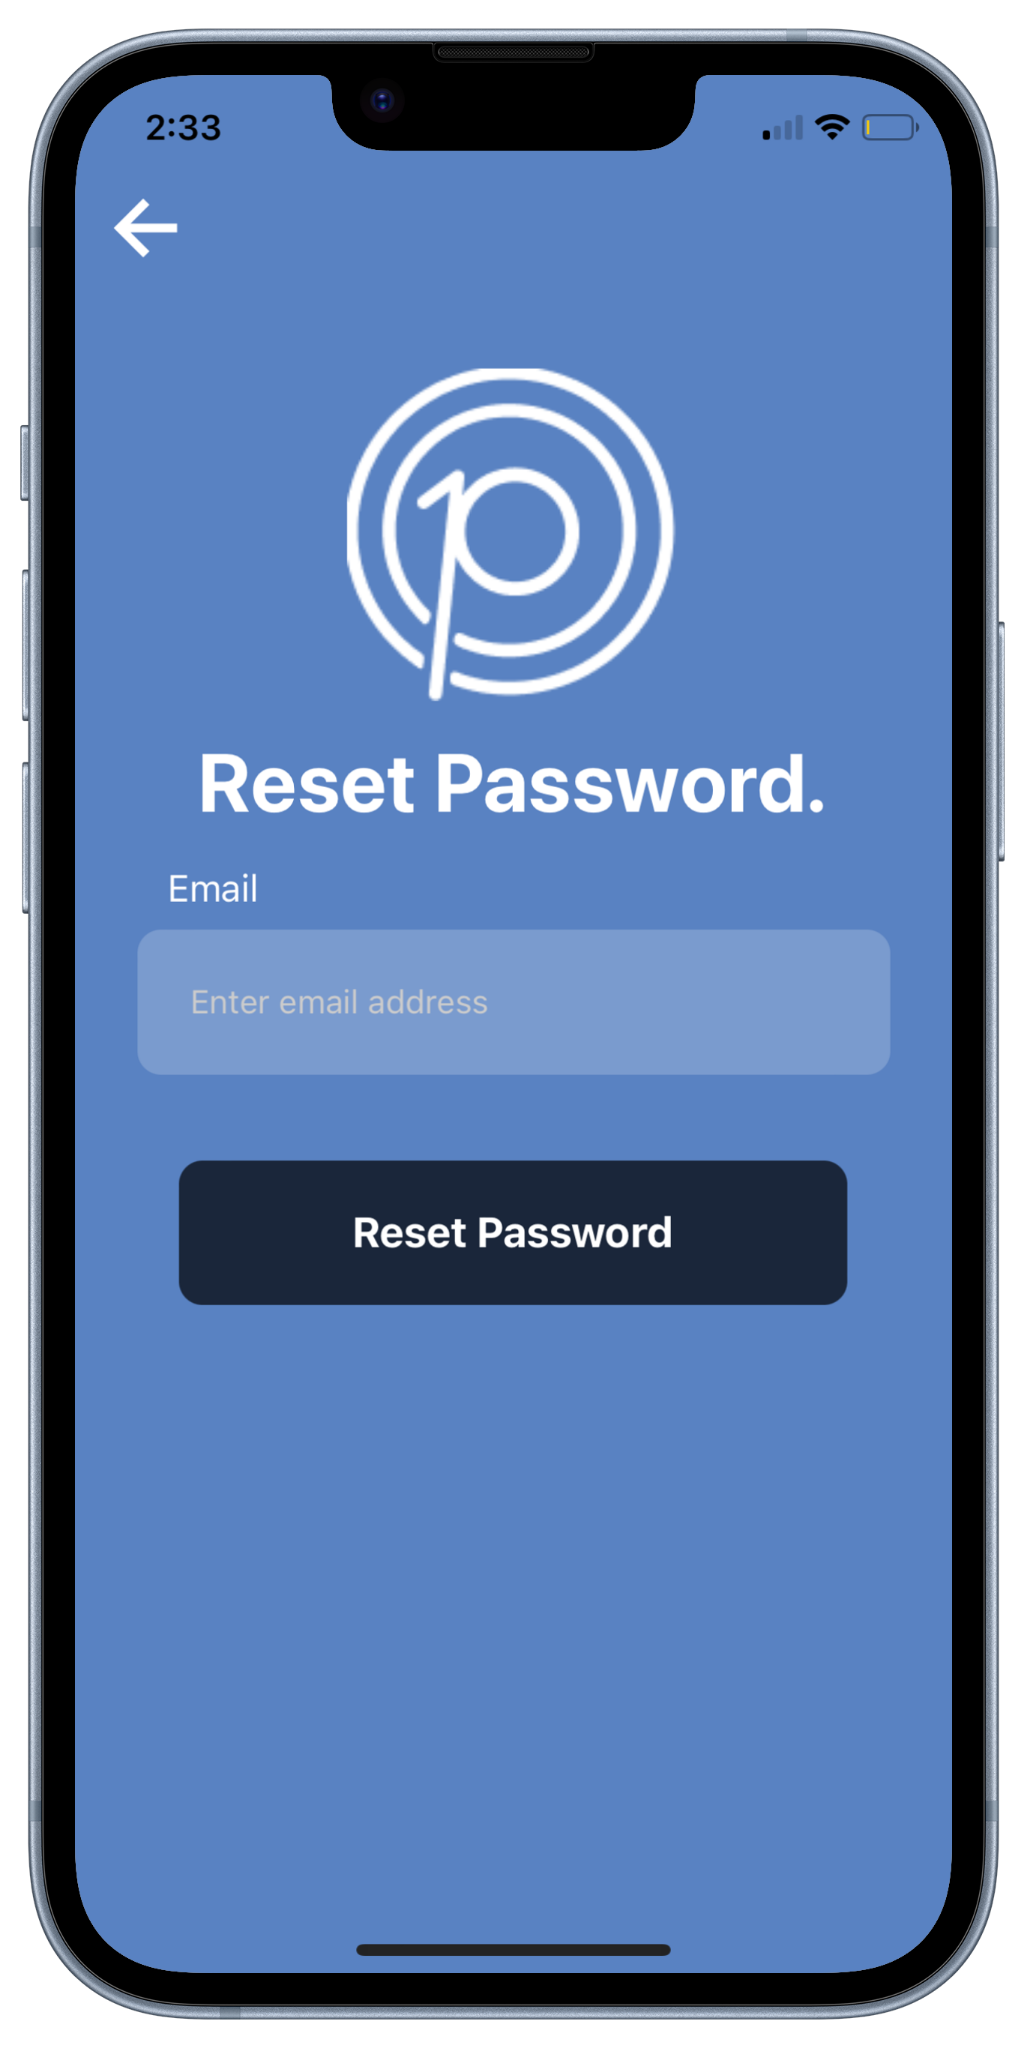 2:33
p
Reset Password.
Email
Enter email address
Reset Password